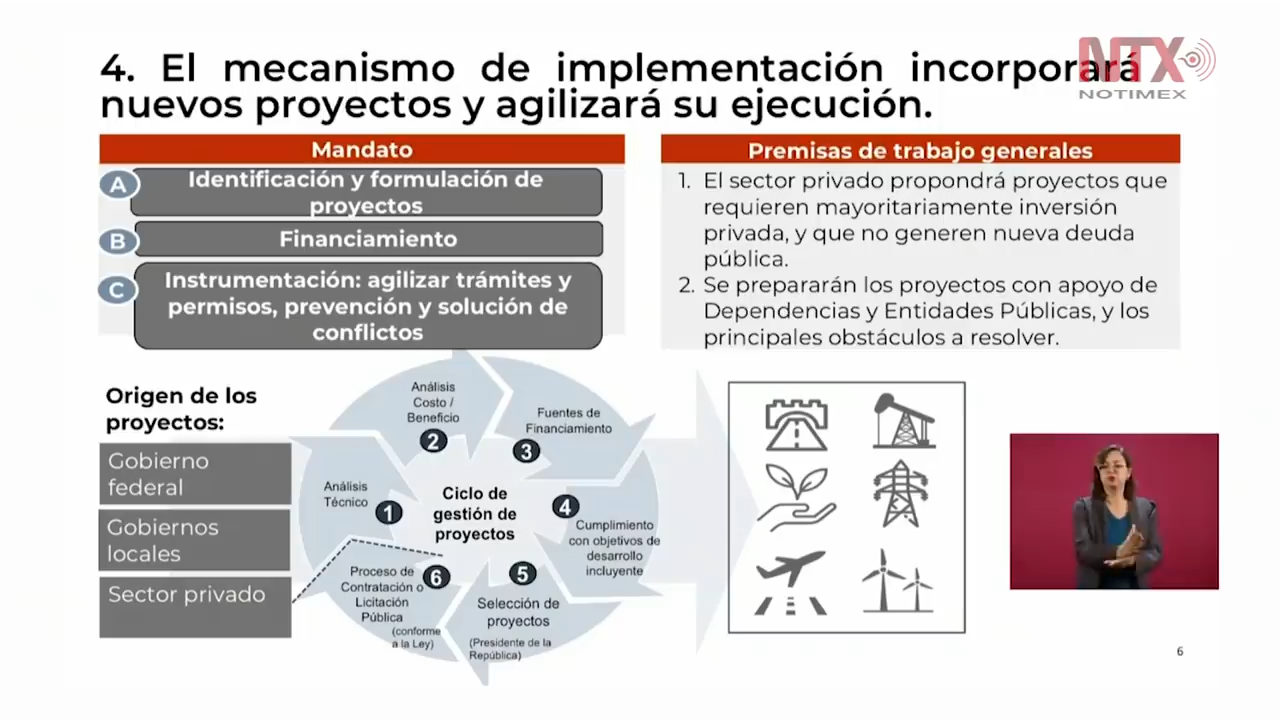 4. El mecanismo de implementación incorporará
nuevos proyectos y agilizará su ejecución.
NTX
NOTIMEX
Mandato
A
Identificación y formulación de
proyectos
B
Financiamiento
C
Instrumentación: agilizar trámites y
permisos, prevención y solución de
conflictos
Premisas de trabajo generales
1. El sector privado propondrá proyectos que
requieren mayoritariamente inversión
privada, y que no generen nueva deuda
pública.
2. Se prepararán los proyectos con apoyo de
Dependencias y Entidades Públicas, y los
principales obstáculos a resolver.
Origen de los
proyectos:
Gobierno
federal
Gobiernos
locales
Sector privado
Ciclo de
gestión de
proyectos
Análisis
Técnico
1
Análisis
Costo /
Beneficio
2
Fuentes de
Financiamiento
3
4
Cumplimiento
con objetivos de
desarrollo
incluyente
5
Selección de
proyectos
(Presidente de la
República)
6
Proceso de
Contratación o
Licitación
Pública
(conforme
a la Ley)
6